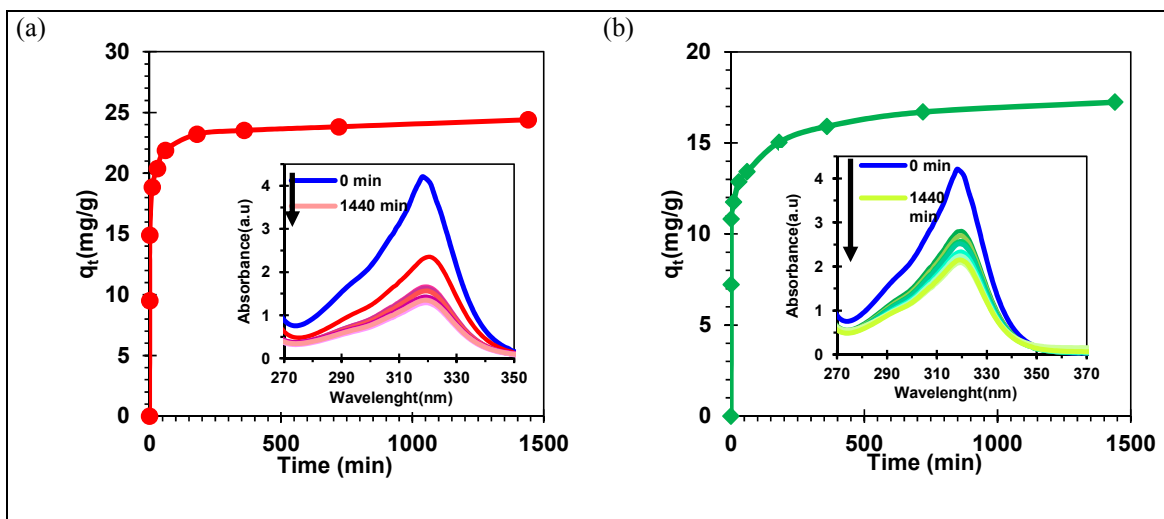 (a)
30
25
20
15
10
5
0
qt(mg/g)
0 500 1000 1500
Time (min)
4
3
2
1
0
Absorbance(a.u)
0 min
1440 min
270 290 310 330 350
Wavelenght(nm)
(b)
20
15
10
5
0
qt(mg/g)
0 500 1000 1500
Time (min)
4
3
2
1
0
Absorbance(a.u)
0 min
1440
min
270 290 310 330 350 370
Wavelenght(nm)